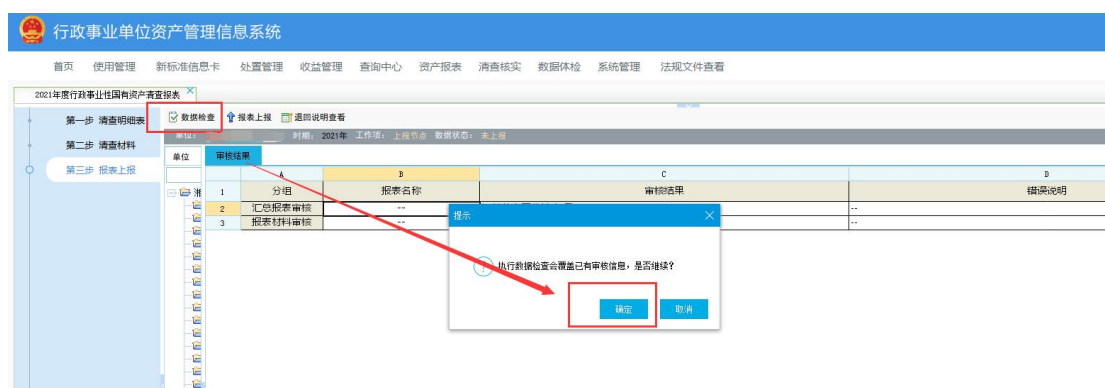 行政事业单位资产管理信息系统
首页 使用管理 新标准信息卡 处置管理 收益管理 查询中心 资产报表 清查核实 数据体检 系统管理 法规文件查看
2021年度行政事业性国有资产清查报表 ×
第一步 清查明细表
第二步 清查材料
第三步 报表上报
数据检查 报表上报 退回说明查看
单位: 时期: 2021年 工作项: 上报节点 数据状态: 未上报
单位 审核结果
A B C D
1 分组 报表名称 审核结果 错误说明
2 汇总报表审核 -- --
3 报表材料审核 -- --
提示
执行数据检查会覆盖已有审核信息，是否继续?
确定 取消